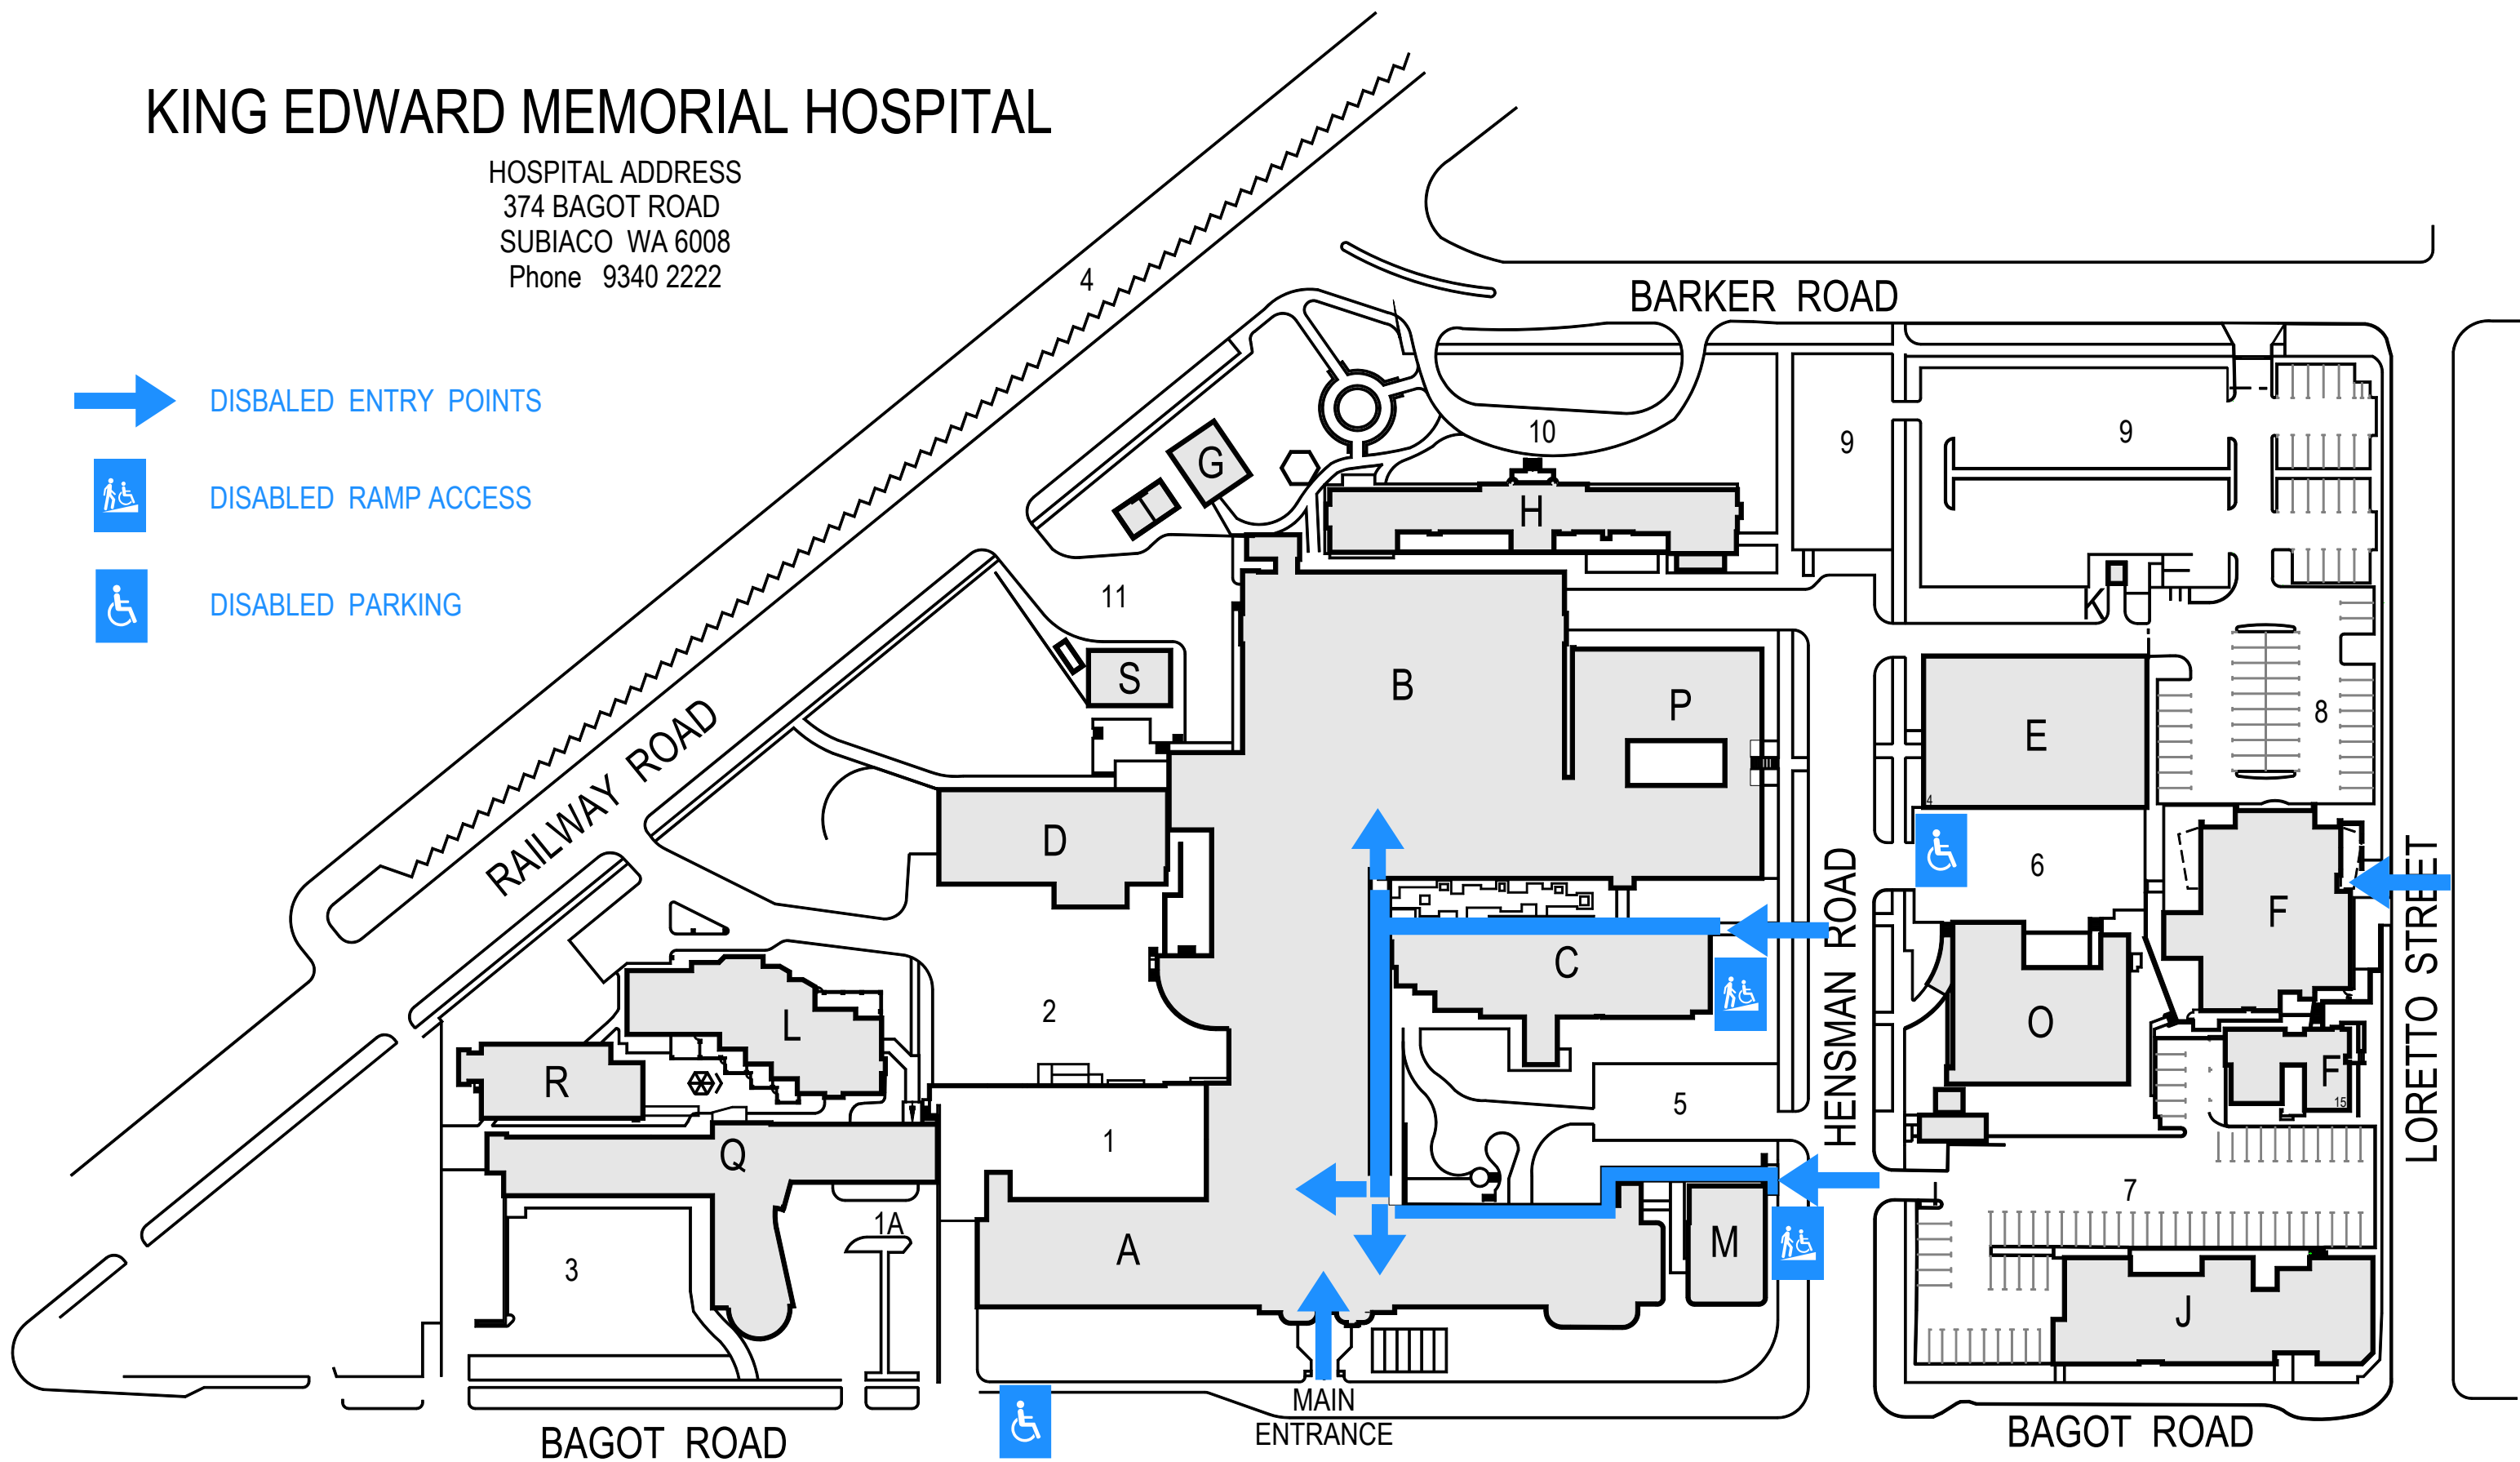 KING EDWARD MEMORIAL HOSPITAL
HOSPITAL ADDRESS
374 BAGOT ROAD
SUBIACO WA 6008
Phone 9340 2222
DISBALED ENTRY POINTS
DISABLED RAMP ACCESS
DISABLED PARKING
4
BARKER ROAD
10
9
9
G
H
11
K
S
B
P
E
8
RAILWAY ROAD
4
D
6
F
C
HENSMAN ROAD
LORETTO STREET
2
L
O
R
F
15
5
1
Q
7
1A
A
M
3
J
MAIN
ENTRANCE
BAGOT ROAD
BAGOT ROAD